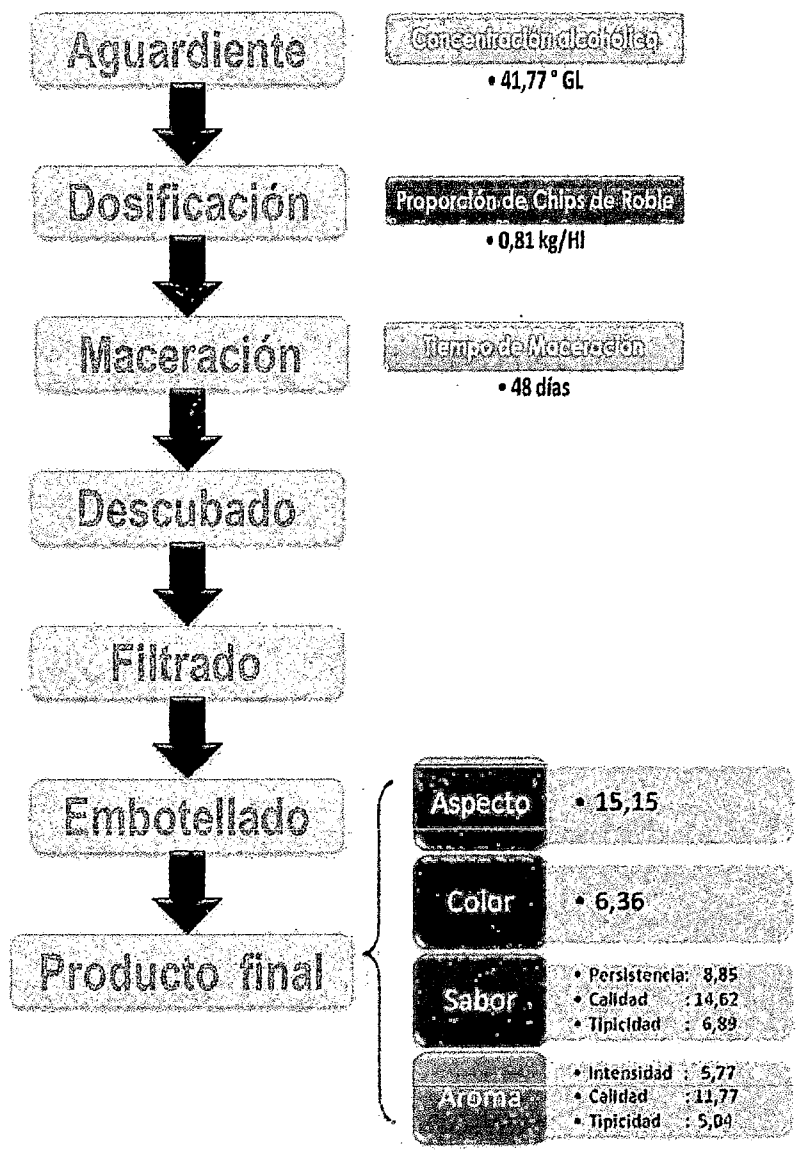 Aguardiente
Concentración alcohólica
• 41,77 ° GL
Dosificación
Proporción de Chips de Roble
• 0,81 kg/Hl
Maceración
Tiempo de Maceración
• 48 días
Descubado
Filtrado
Embotellado
Producto final
Aspecto
• 15,15
Color
• 6,36
Sabor
• Persistencia: 8,85
• Calidad : 14,62
• Tipicidad : 6,89
Aroma
• Intensidad : 5,77
• Calidad : 11,77
• Tipicidad : 5,04